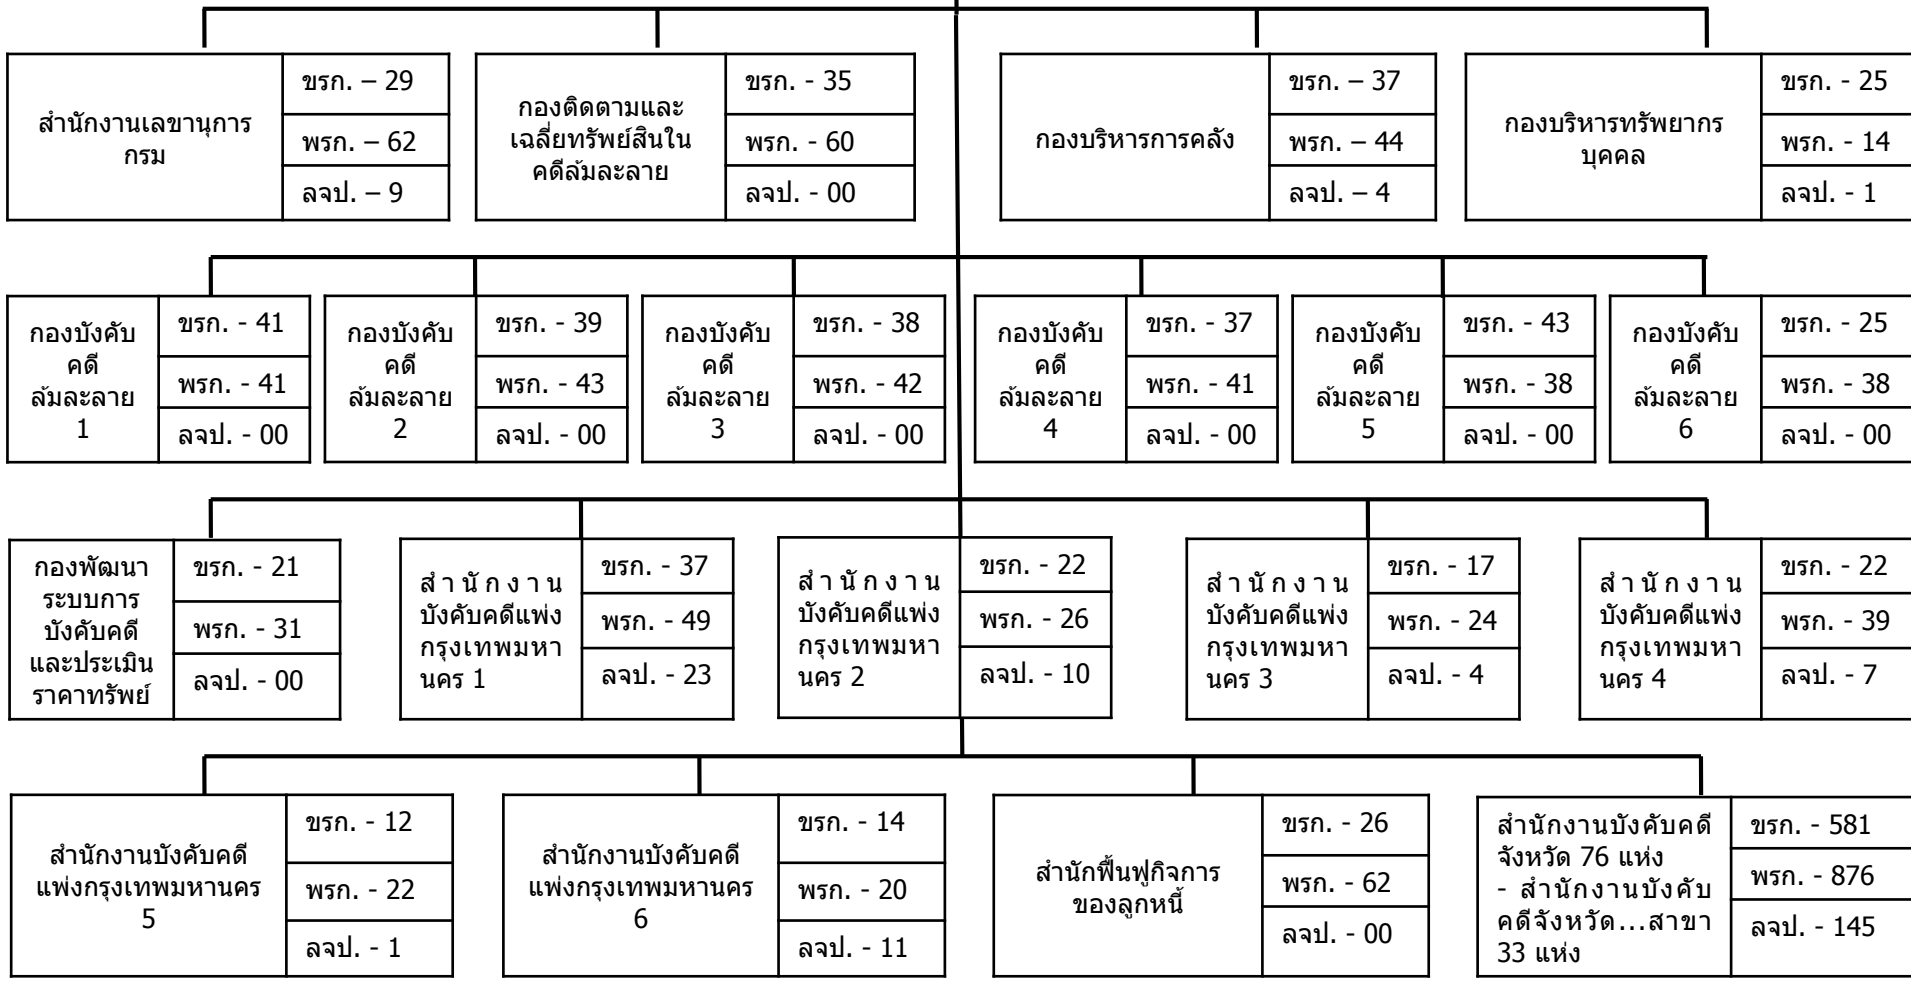 สำนักงานเลขานุการ
กรม
ขรก. – 29
พรก. – 62
ลจป. – 9
กองติดตามและ
เฉลี่ยทรัพย์สินใน
คดีล้มละลาย
ขรก. - 35
พรก. - 60
ลจป. - 00
กองบริหารการคลัง
ขรก. – 37
พรก. – 44
ลจป. – 4
กองบริหารทรัพยากร
บุคคล
ขรก. - 25
พรก. - 14
ลจป. - 1
กองบังคับ
คดี
ล้มละลาย
1
ขรก. - 41
พรก. - 41
ลจป. - 00
กองบังคับ
คดี
ล้มละลาย
2
ขรก. - 39
พรก. - 43
ลจป. - 00
กองบังคับ
คดี
ล้มละลาย
3
ขรก. - 38
พรก. - 42
ลจป. - 00
กองบังคับ
คดี
ล้มละลาย
4
ขรก. - 37
พรก. - 41
ลจป. - 00
กองบังคับ
คดี
ล้มละลาย
5
ขรก. - 43
พรก. - 38
ลจป. - 00
กองบังคับ
คดี
ล้มละลาย
6
ขรก. - 25
พรก. - 38
ลจป. - 00
กองพัฒนา
ระบบการ
บังคับคดี
และประเมิน
ราคาทรัพย์
ขรก. - 21
พรก. - 31
ลจป. - 00
สำนักงาน
บังคับคดีแพ่ง
กรุงเทพมหา
นคร 1
ขรก. - 37
พรก. - 49
ลจป. - 23
สำนักงาน
บังคับคดีแพ่ง
กรุงเทพมหา
นคร 2
ขรก. - 22
พรก. - 26
ลจป. - 10
สำนักงาน
บังคับคดีแพ่ง
กรุงเทพมหา
นคร 3
ขรก. - 17
พรก. - 24
ลจป. - 4
สำนักงาน
บังคับคดีแพ่ง
กรุงเทพมหา
นคร 4
ขรก. - 22
พรก. - 39
ลจป. - 7
สำนักงานบังคับคดี
แพ่งกรุงเทพมหานคร
5
ขรก. - 12
พรก. - 22
ลจป. - 1
สำนักงานบังคับคดี
แพ่งกรุงเทพมหานคร
6
ขรก. - 14
พรก. - 20
ลจป. - 11
สำนักฟื้นฟูกิจการ
ของลูกหนี้
ขรก. - 26
พรก. - 62
ลจป. - 00
สำนักงานบังคับคดี
จังหวัด 76 แห่ง
- สำนักงานบังคับ
คดีจังหวัด...สาขา
33 แห่ง
ขรก. - 581
พรก. - 876
ลจป. - 145